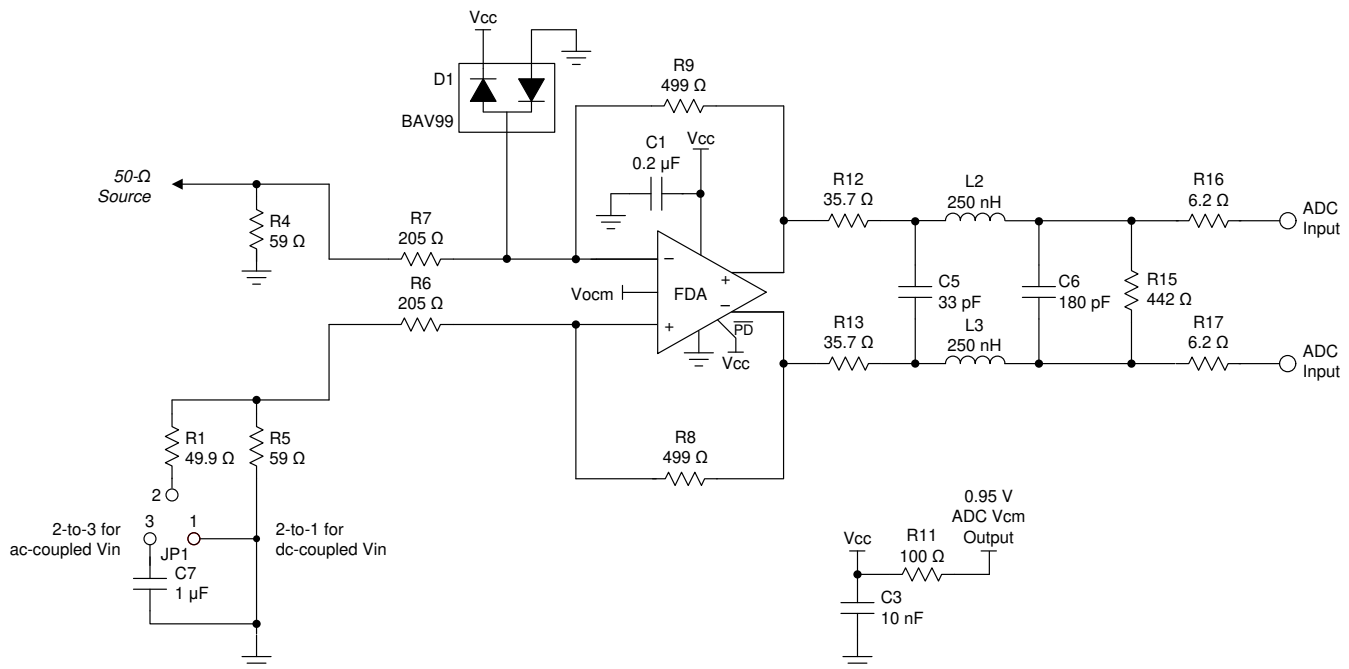 Vcc
D1
BAV99
R9
499 Ω
C1
0.2 µF
Vcc
50-Ω
Source
R4
59 Ω
R7
205 Ω
R6
205 Ω
Vocm
FDA
−
+
+
−
PD
Vcc
R12
35.7 Ω
L2
250 nH
R16
6.2 Ω
ADC
Input
C5
33 pF
C6
180 pF
R15
442 Ω
R13
35.7 Ω
L3
250 nH
R17
6.2 Ω
ADC
Input
R1
49.9 Ω
R5
59 Ω
R8
499 Ω
2
3
1
2-to-3 for
ac-coupled Vin
2-to-1 for
dc-coupled Vin
JP1
C7
1 µF
Vcc
R11
100 Ω
0.95 V
ADC Vcm
Output
C3
10 nF